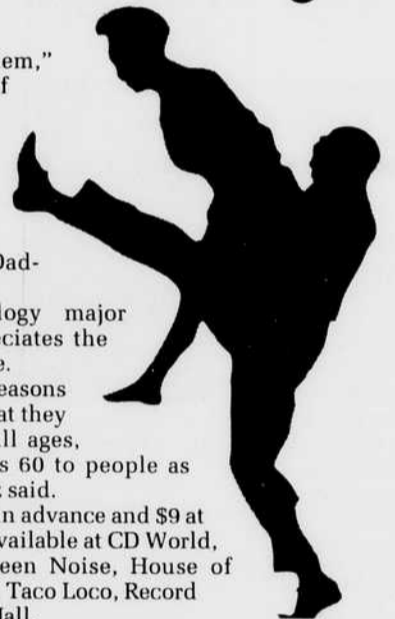 em,"
f
Dad-
logy major
ciates the
e.
easons
at they
ll ages,
s 60 to people as
said.
n advance and $9 at
vailable at CD World,
een Noise, House of
Taco Loco, Record
Hall